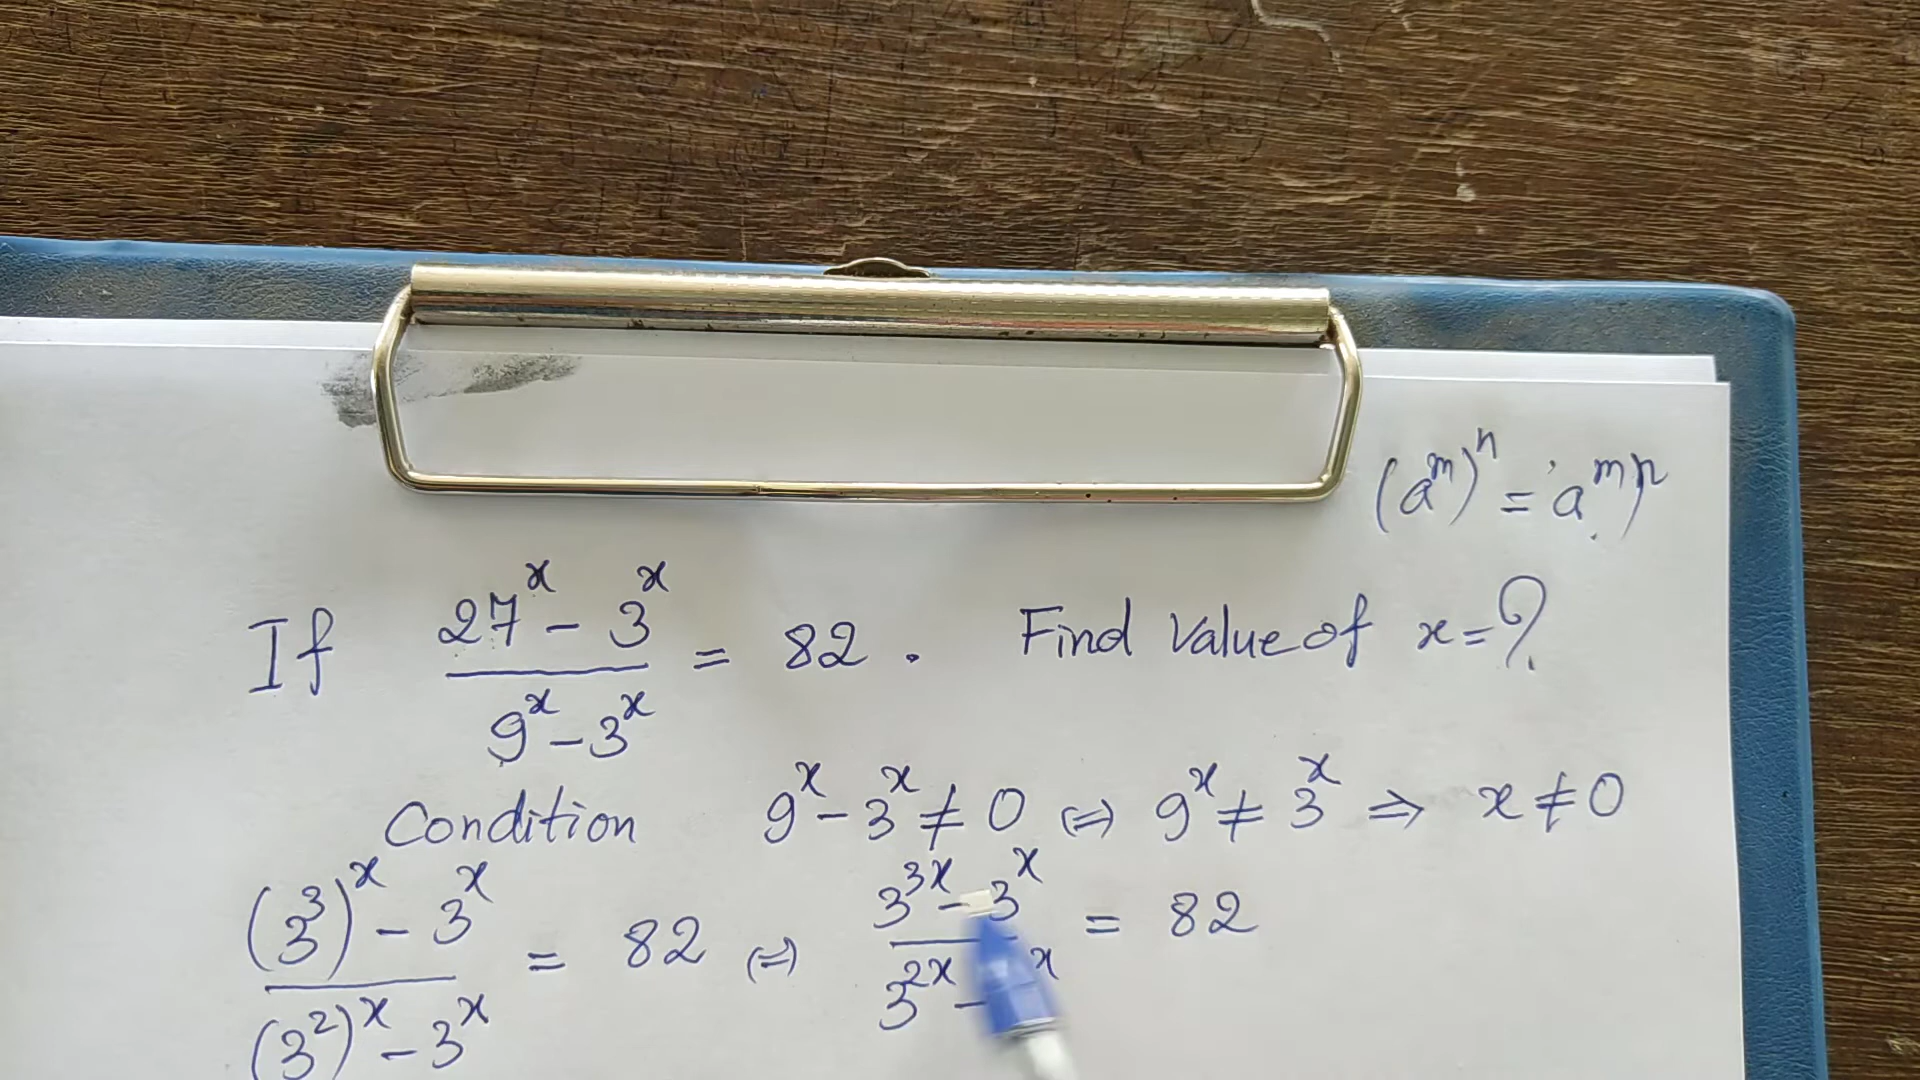 (a^m)^n = a^mn
If (27^x - 3^x)/(9^x - 3^x) = 82. Find Value of x = ?
Condition 9^x - 3^x ≠ 0 ⇔ 9^x ≠ 3^x ⇒ x ≠ 0
((3^3)^x - 3^x)/((3^2)^x - 3^x) = 82 ⇔ (3^3x - 3^x)/(3^2x - ^x) = 82